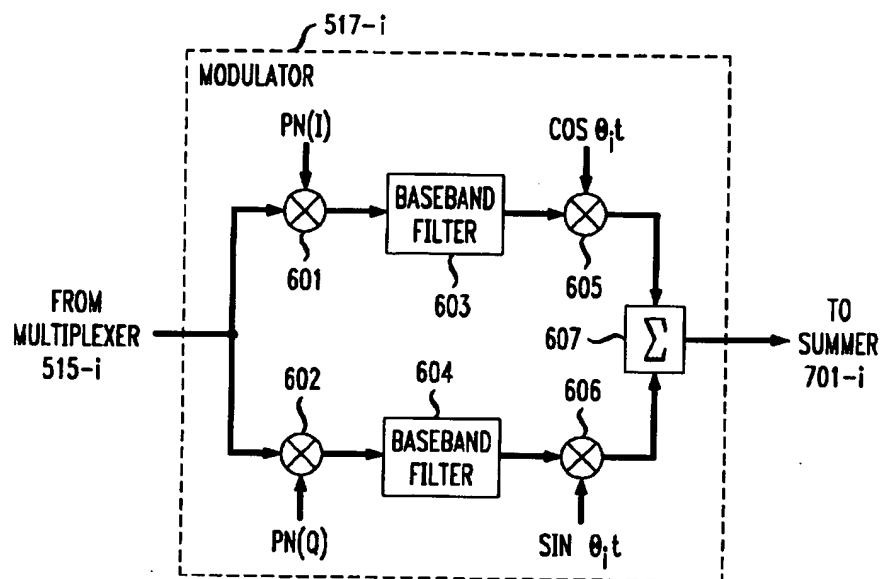 517-i
MODULATOR
PN(I)
COS θit
BASEBAND
FILTER
601
603
605
FROM
MULTIPLEXER
515-i
607
Σ
TO
SUMMER
701-i
602
604
606
BASEBAND
FILTER
PN(Q)
SIN θit